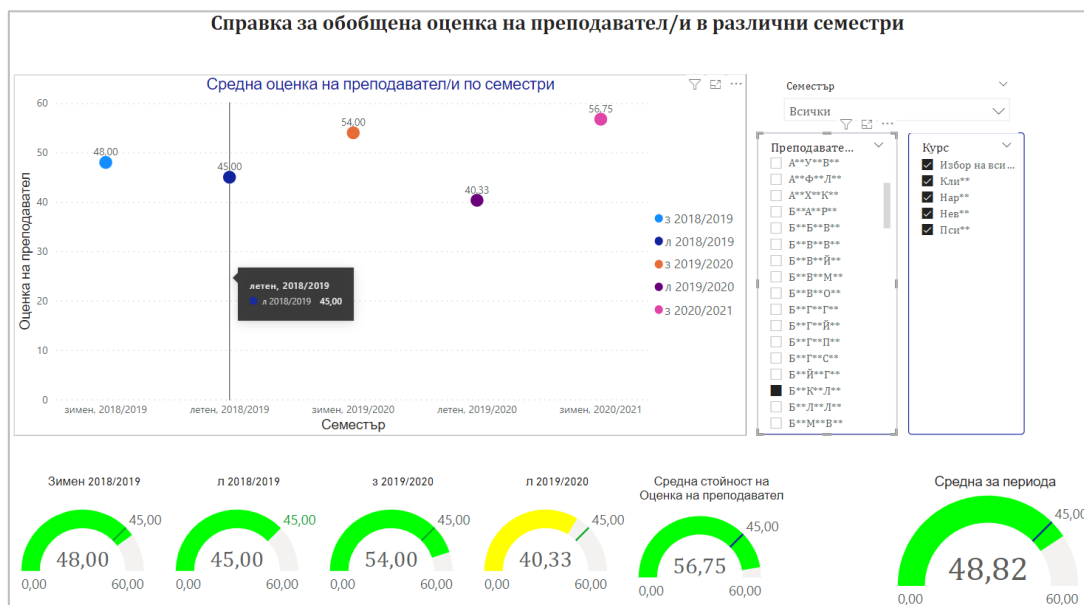 Справка за обобщена оценка на преподавател/и в различни семестри
Средна оценка на преподавател/и по семестри
Оценка на преподавател
60
50
40
30
20
10
0
48,00
45,00
54,00
40,33
56,75
летен, 2018/2019
л 2018/2019 45,00
зимен, 2018/2019
летен, 2018/2019
зимен, 2019/2020
летен, 2019/2020
зимен, 2020/2021
Семестър
з 2018/2019
л 2018/2019
з 2019/2020
л 2019/2020
з 2020/2021
Семестър
Всички
Преподавате...
А**У**В**
А**Ф**Л**
А**Х**К**
Б**А**Р**
Б**Б**В**
Б**В**В**
Б**В**Й**
Б**В**М**
Б**В**О**
Б**Г**Г**
Б**Г**Й**
Б**Г**П**
Б**Г**С**
Б**Й**Г**
Б**К**Л**
Б**Л**Л**
Б**М**В**
Курс
Избор на вси...
Кли**
Нар**
Нев**
Пси**
Зимен 2018/2019
45,00
48,00
0,00 60,00
л 2018/2019
45,00
45,00
0,00 60,00
з 2019/2020
45,00
54,00
0,00 60,00
л 2019/2020
45,00
40,33
0,00 60,00
Средна стойност на
Оценка на преподавател
45,00
56,75
0,00 60,00
Средна за периода
45,00
48,82
0,00 60,00